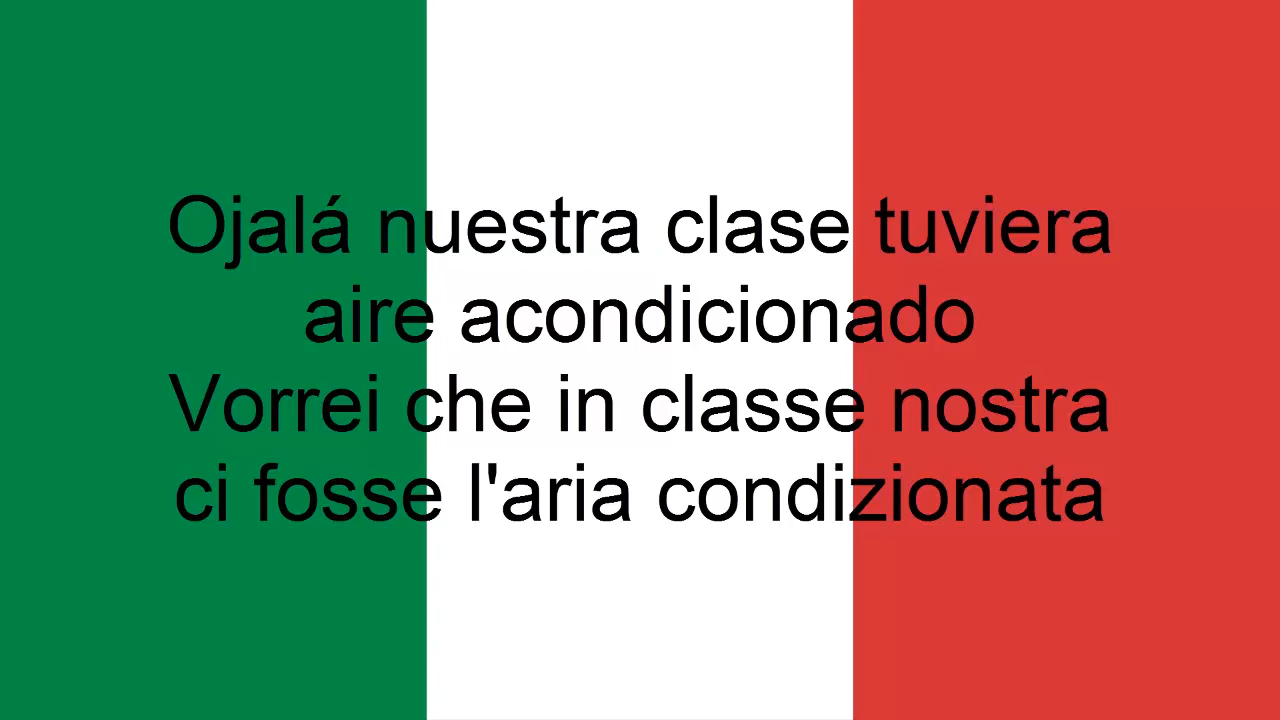 Ojalá nuestra clase tuviera
aire acondicionado
Vorrei che in classe nostra
ci fosse l'aria condizionata